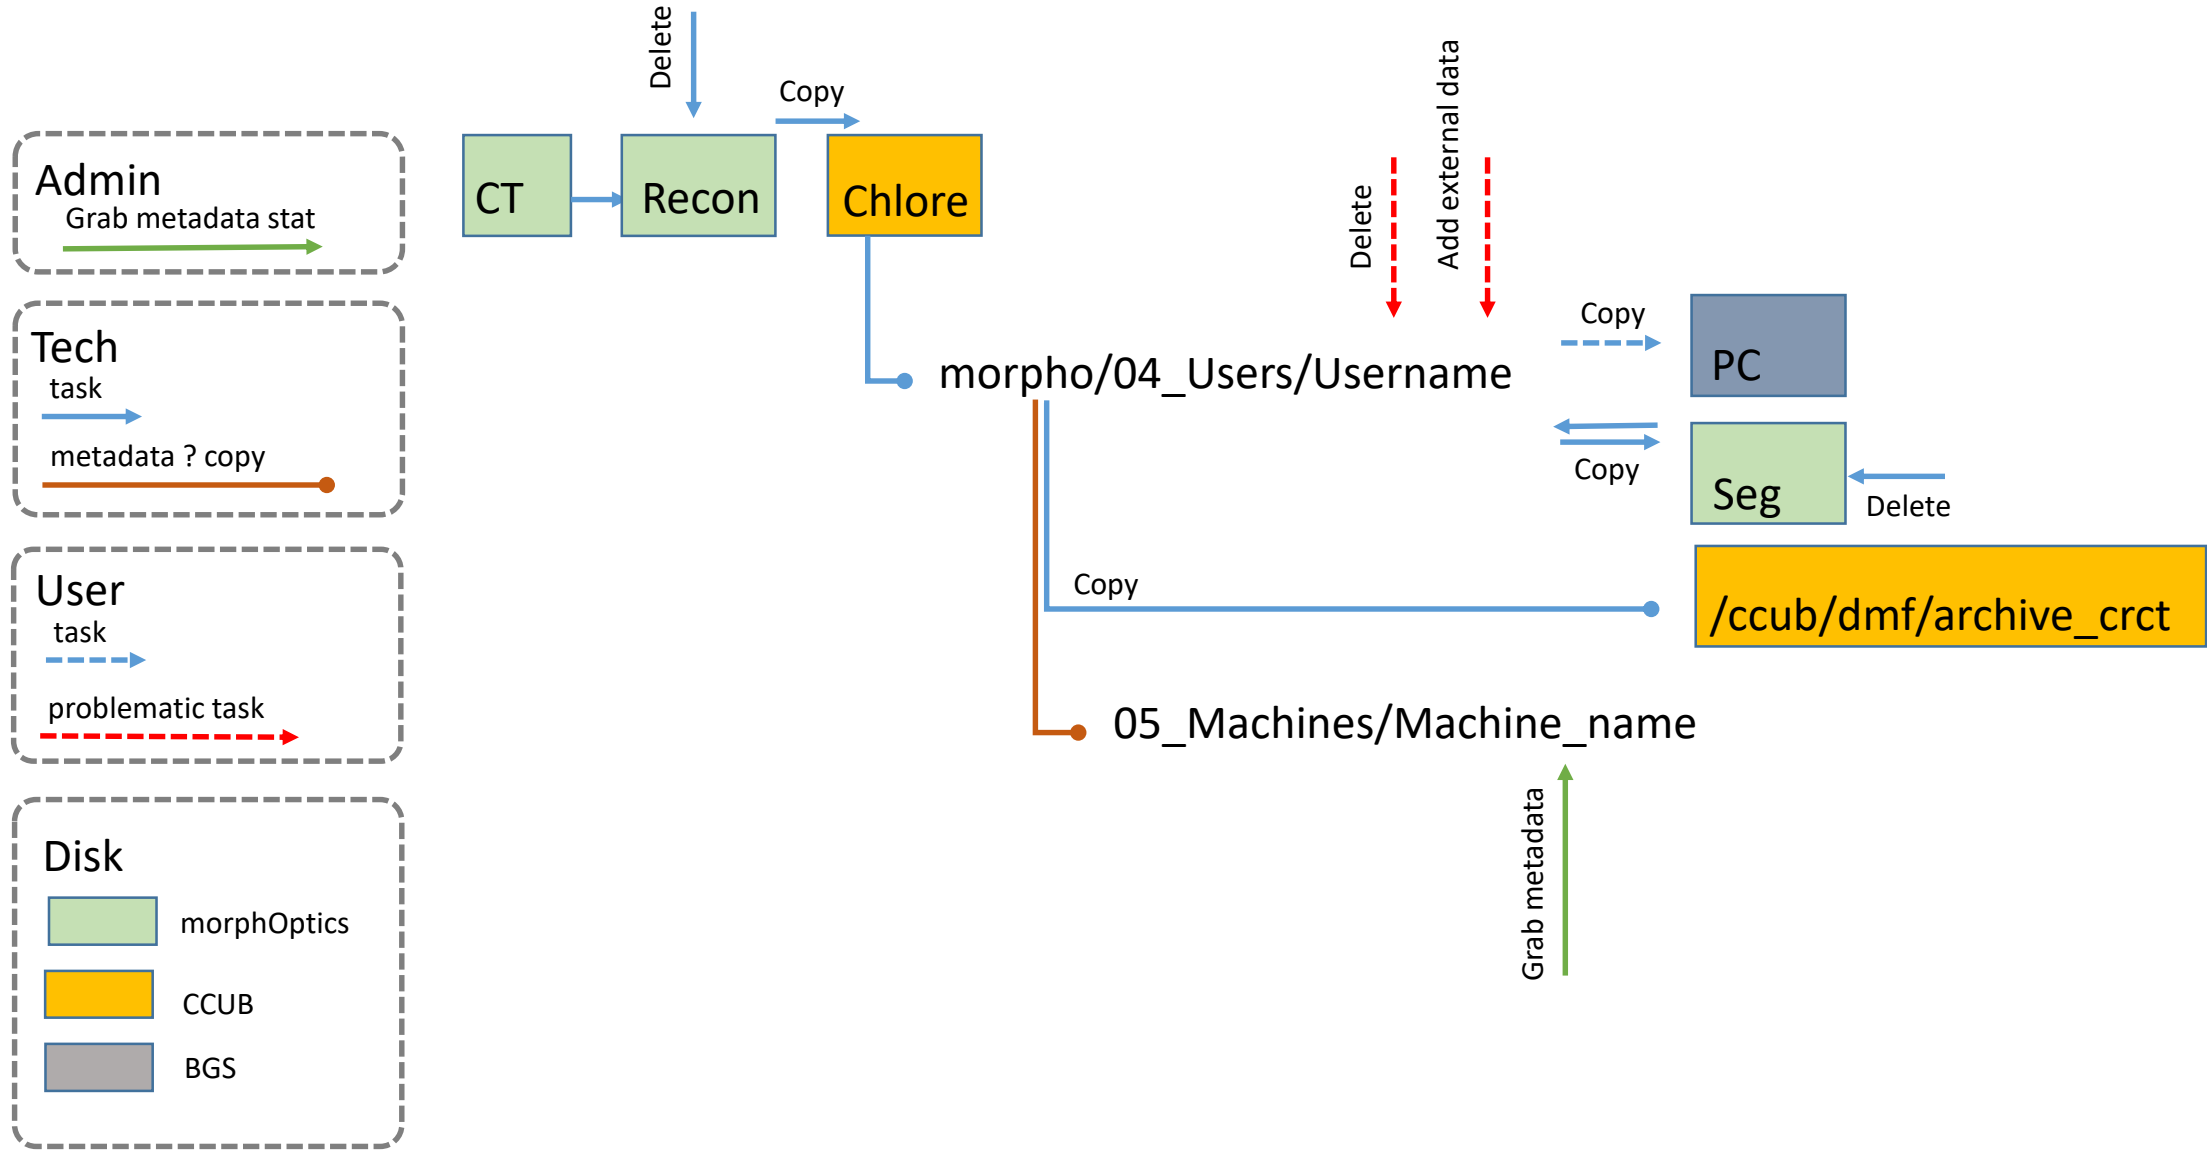 Delete
Copy
CT
Recon
Chlore
Admin
Grab metadata stat
Tech
task
metadata ? copy
User
task
problematic task
Disk
morphOptics
CCUB
BGS
Delete
Add external data
morpho/04_Users/Username
Copy
PC
Copy
Seg
Delete
Copy
/ccub/dmf/archive_crct
05_Machines/Machine_name
Grab metadata